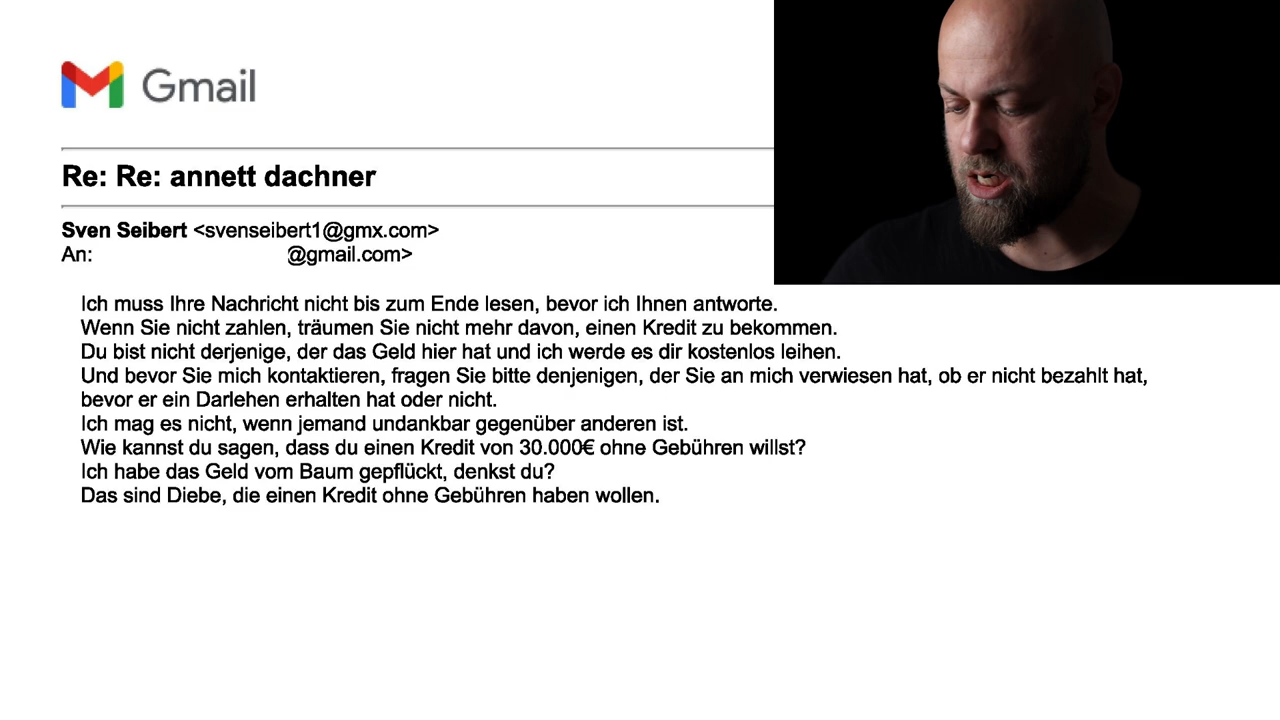 Gmail
Re: Re: annett dachner
Sven Seibert <svenseibert1@gmx.com>
An: @gmail.com>
Ich muss Ihre Nachricht nicht bis zum Ende lesen, bevor ich Ihnen antworte.
Wenn Sie nicht zahlen, träumen Sie nicht mehr davon, einen Kredit zu bekommen.
Du bist nicht derjenige, der das Geld hier hat und ich werde es dir kostenlos leihen.
Und bevor Sie mich kontaktieren, fragen Sie bitte denjenigen, der Sie an mich verwiesen hat, ob er nicht bezahlt hat,
bevor er ein Darlehen erhalten hat oder nicht.
Ich mag es nicht, wenn jemand undankbar gegenüber anderen ist.
Wie kannst du sagen, dass du einen Kredit von 30.000€ ohne Gebühren willst?
Ich habe das Geld vom Baum gepflückt, denkst du?
Das sind Diebe, die einen Kredit ohne Gebühren haben wollen.